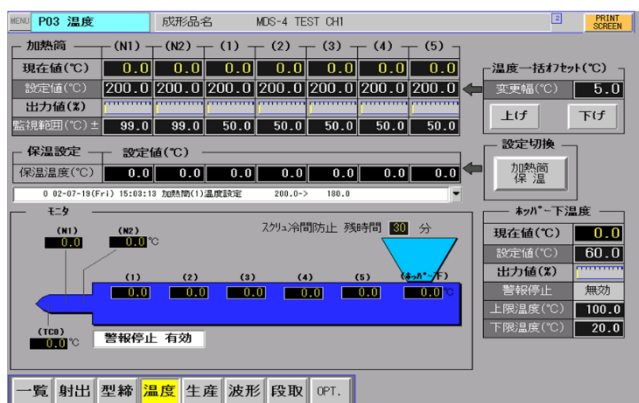 MENU P03 温度 成形品名 MDS-4 TEST CH1 2 PRINT SCREEN
加熱筒 (N1) (N2) (1) (2) (3) (4) (5)
現在値(℃) 0.0 0.0 0.0 0.0 0.0 0.0 0.0
設定値(℃) 200.0 200.0 200.0 200.0 200.0 200.0 200.0
出力値(%)
監視範囲(℃)± 99.0 99.0 50.0 50.0 50.0 50.0 50.0
温度一括オフセット(℃)
変更幅(℃) 5.0
上げ 下げ
保温設定 設定値(℃)
保温温度(℃) 0.0 0.0 0.0 0.0 0.0 0.0 0.0
設定切換
加熱筒
保 温
0 02-07-19(Fri) 15:03:13 加熱筒(1)温度設定 200.0-> 180.0
モニタ
(N1) (N2) スクリュ冷間防止 残時間 30 分
0.0 0.0 ℃
(1) (2) (3) (4) (5) (ホッパー下)
0.0 0.0 0.0 0.0 0.0 0.0 ℃
(TCO)
0.0 ℃ 警報停止 有効
ホッパー下温度
現在値(℃) 0.0
設定値(℃) 60.0
出力値(%)
警報停止 無効
上限温度(℃) 100.0
下限温度(℃) 20.0
一覧 射出 型締 温度 生産 波形 段取 OPT.